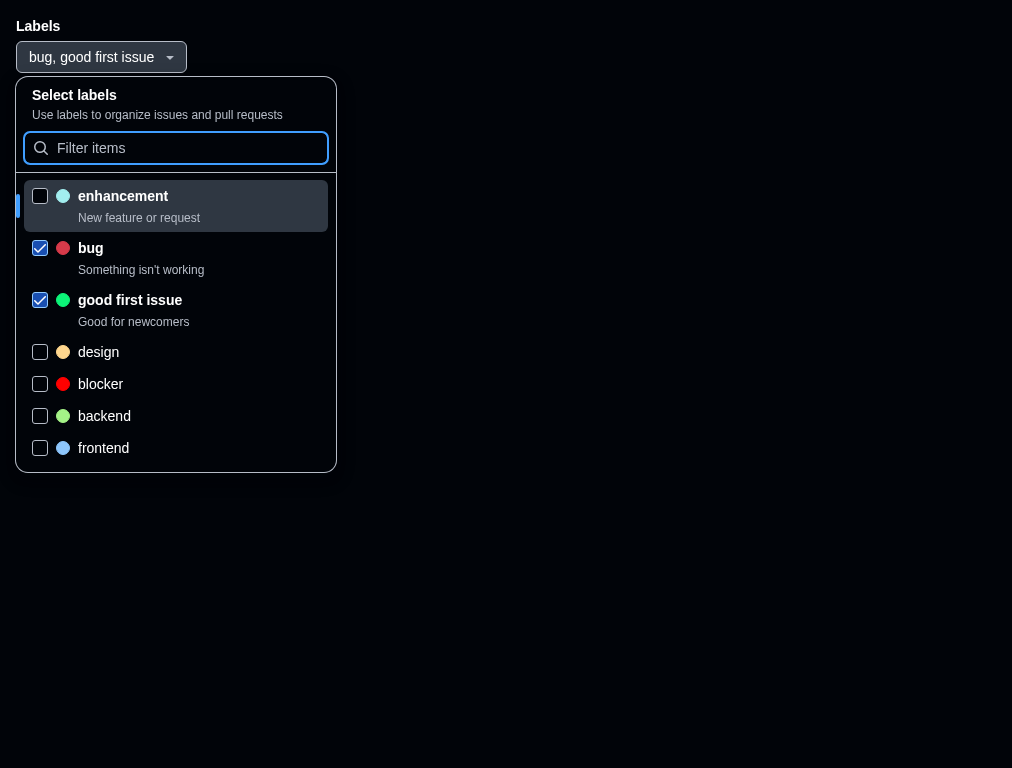 Labels
bug, good first issue
Select labels
Use labels to organize issues and pull requests
Filter items
enhancement
New feature or request
bug
Something isn't working
good first issue
Good for newcomers
design
blocker
backend
frontend